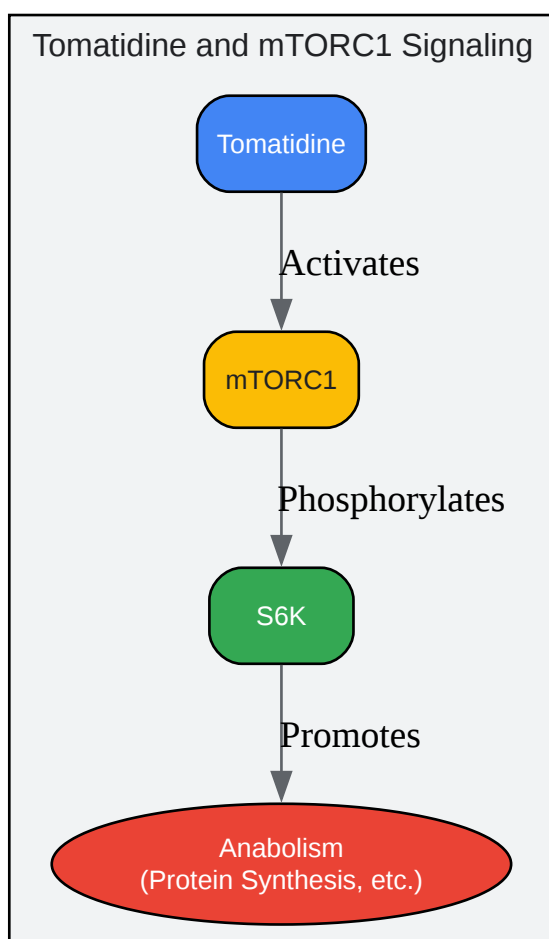 Tomatidine and mTORC1 Signaling
Tomatidine
Activates
mTORC1
Phosphorylates
S6K
Promotes
Anabolism
(Protein Synthesis, etc.)